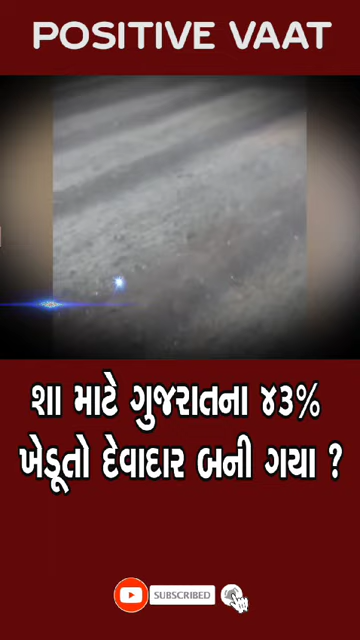 POSITIVE VAAT
શા માટે ગુજરાતના ૪૩%
ખેડૂતો દેવાદાર બની ગયા ?
SUBSCRIBED